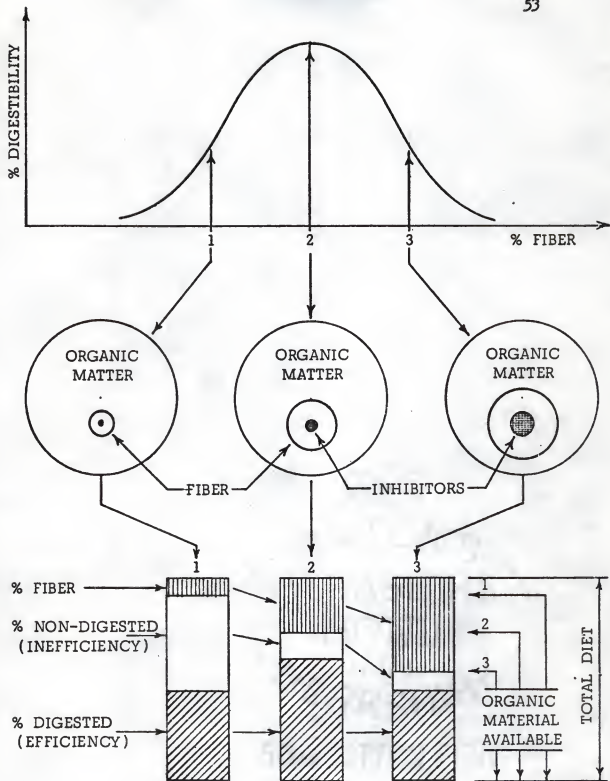 53
% DIGESTIBILITY
1
2
3
% FIBER
ORGANIC
MATTER
ORGANIC
MATTER
ORGANIC
MATTER
FIBER
INHIBITORS
1
2
3
% FIBER
% NON-DIGESTED
(INEFFICIENCY)
% DIGESTED
(EFFICIENCY)
1
2
3
ORGANIC
MATERIAL
AVAILABLE
TOTAL DIET